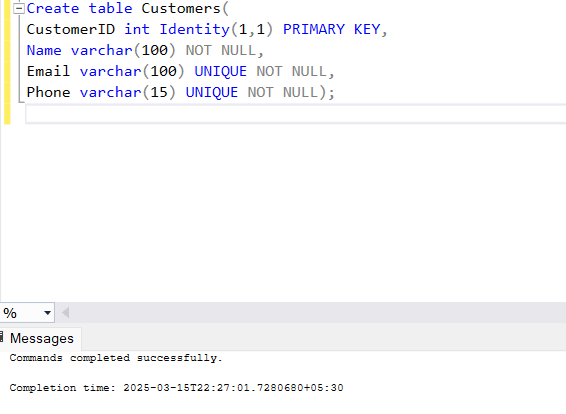 Create table Customers(
CustomerID int Identity(1,1) PRIMARY KEY,
Name varchar(100) NOT NULL,
Email varchar(100) UNIQUE NOT NULL,
Phone varchar(15) UNIQUE NOT NULL);
%
Messages
Commands completed successfully.
Completion time: 2025-03-15T22:27:01.7280680+05:30